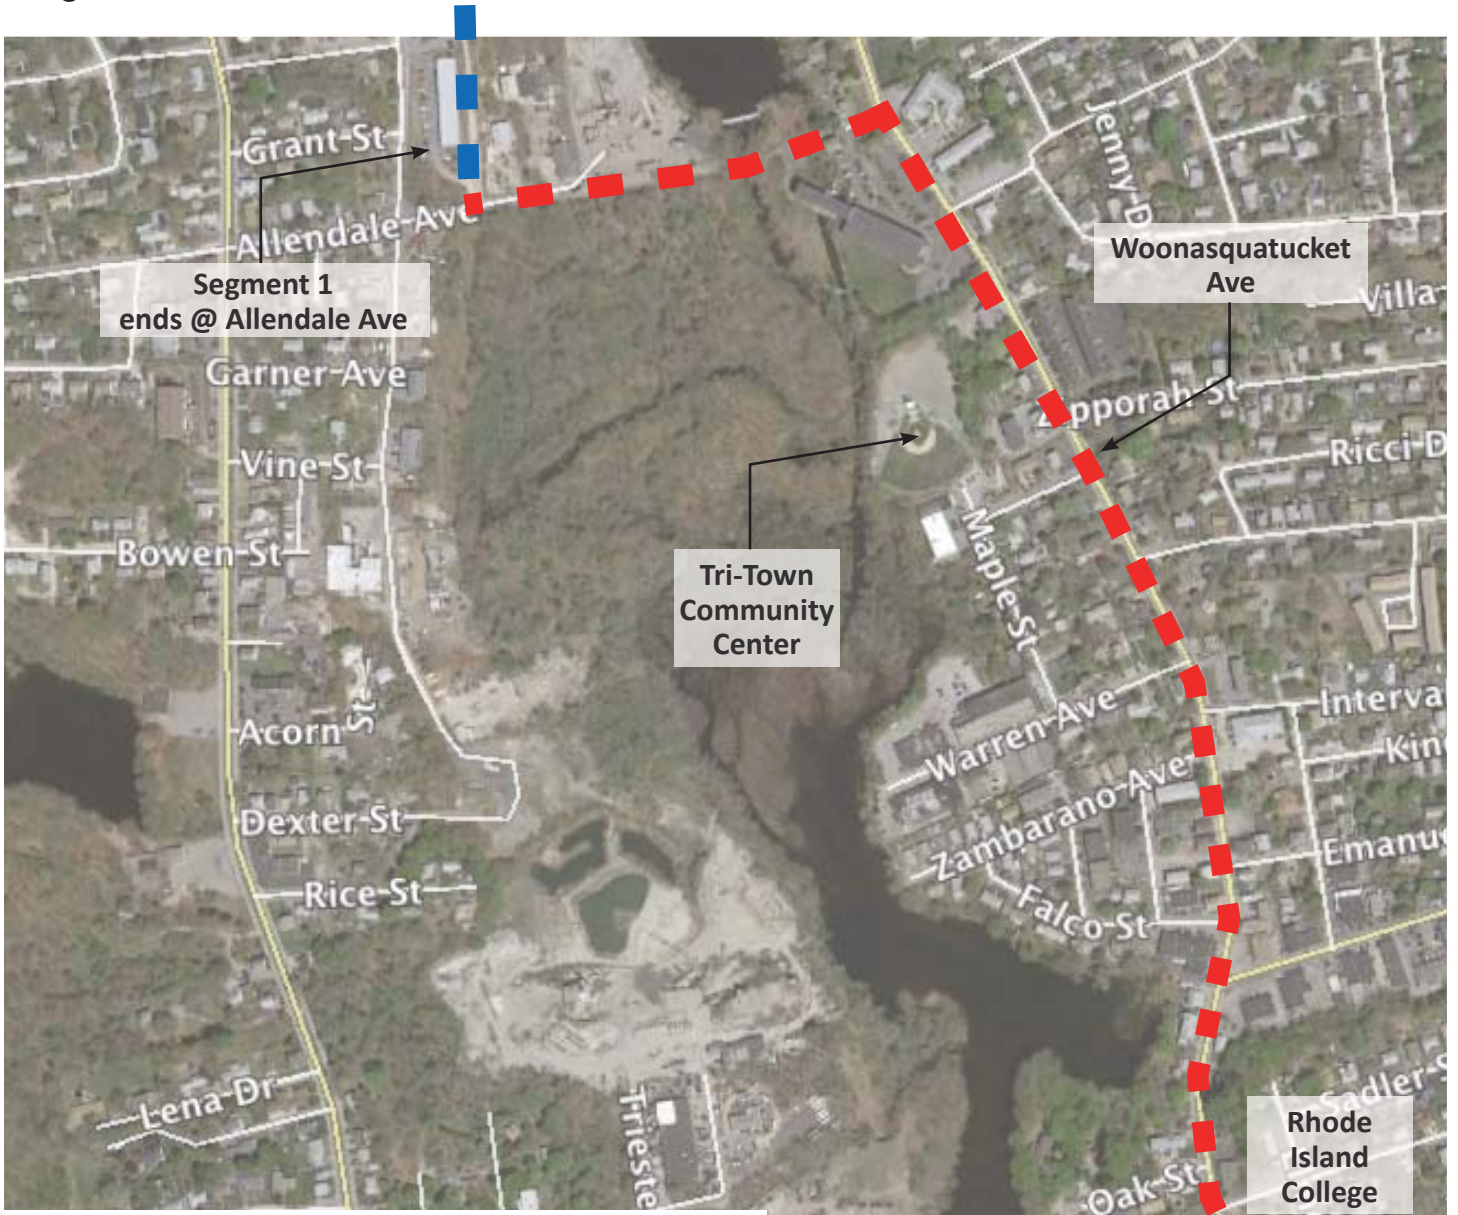 Grant St
Jenny D
Allendale Ave
Woonasquatucket
Ave
Segment 1
ends @ Allendale Ave
Villa
Garner Ave
Zipporah St
Ricci D
Vine St
Bowen St
Maple St
Tri-Town
Community
Center
Interva
Acorn St
Warren Ave
Kin
Zambarano Ave
Dexter St
Emanu
Rice St
Falco St
Sadler S
Lena Dr
Trieste
Rhode
Island
College
Oak St